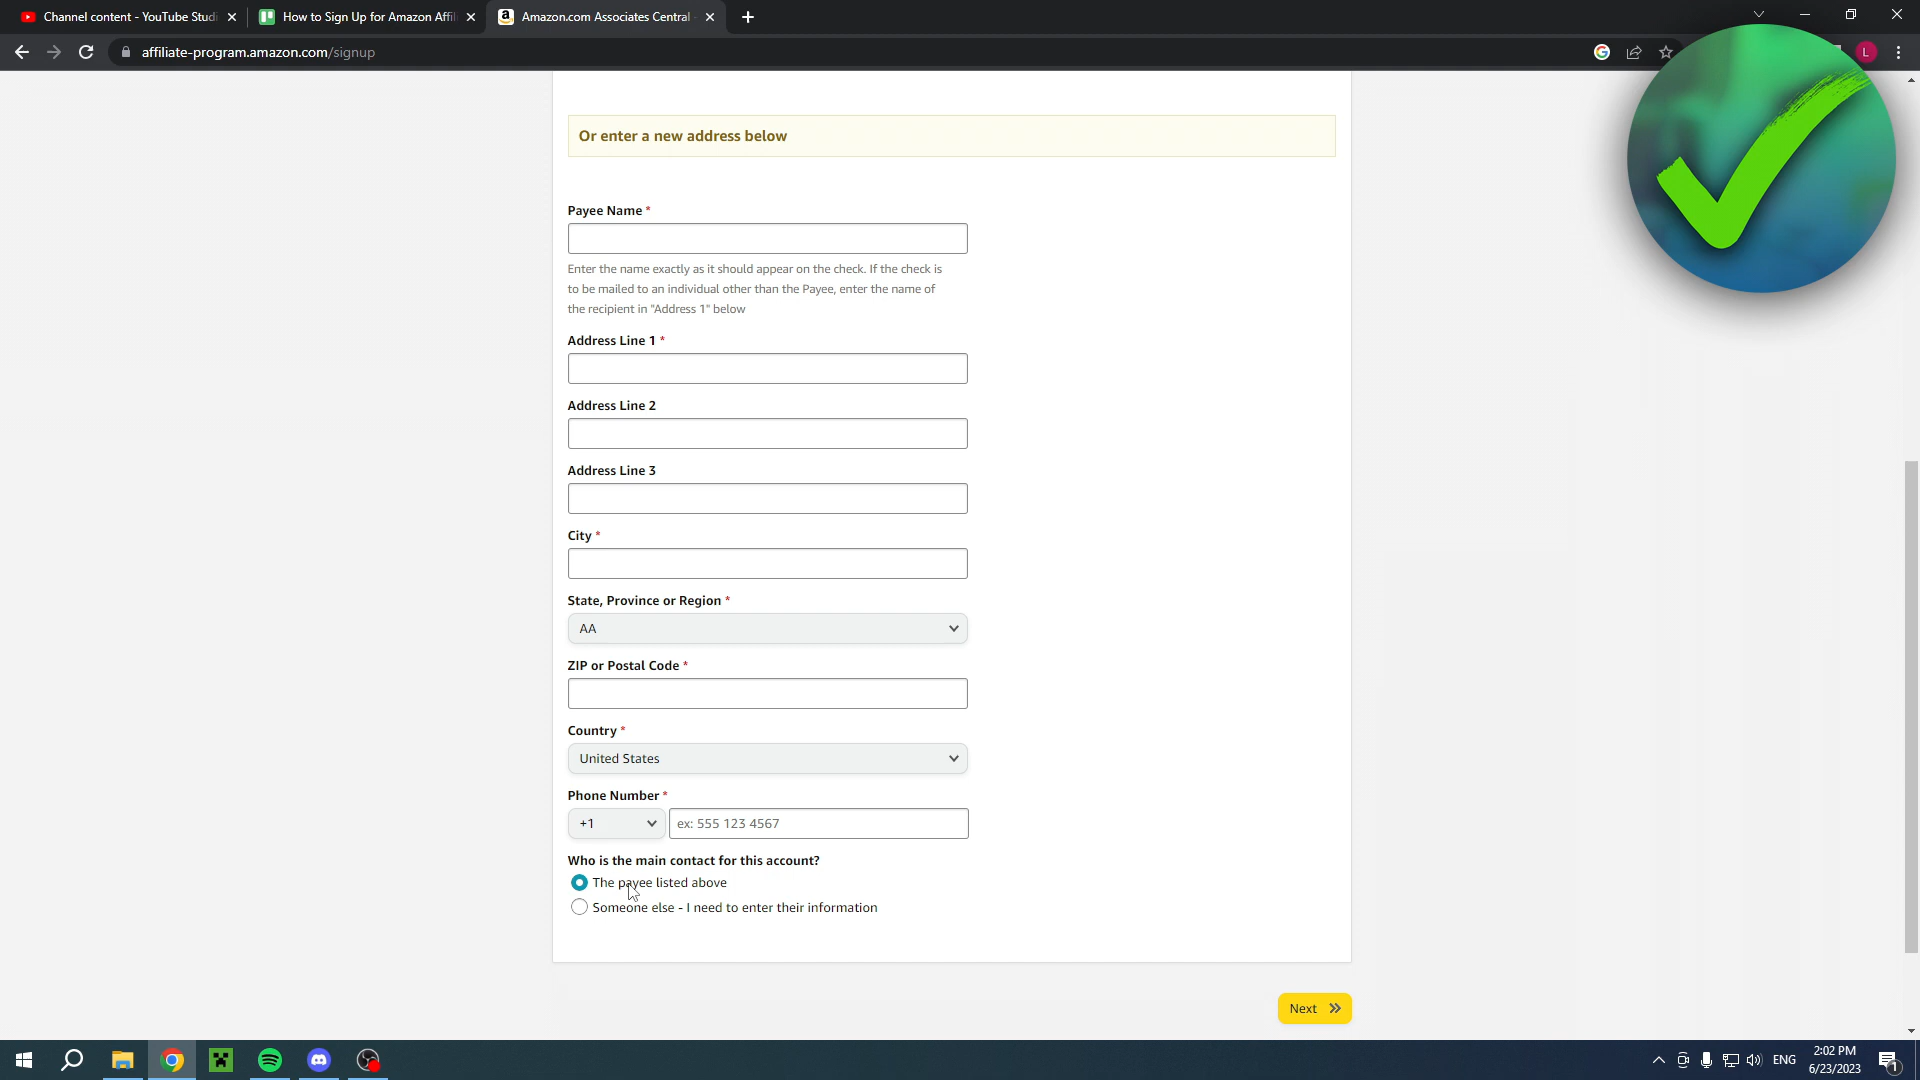 Channel content - YouTube Studi
How to Sign Up for Amazon Affil
Amazon.com Associates Central
affiliate-program.amazon.com/signup
L
Or enter a new address below
Payee Name *
Enter the name exactly as it should appear on the check. If the check is
to be mailed to an individual other than the Payee, enter the name of
the recipient in "Address 1" below
Address Line 1 *
Address Line 2
Address Line 3
City *
State, Province or Region *
AA
ZIP or Postal Code *
Country *
United States
Phone Number *
+1
ex: 555 123 4567
Who is the main contact for this account?
The payee listed above
Someone else - I need to enter their information
Next
ENG
2:02 PM
6/23/2023
1